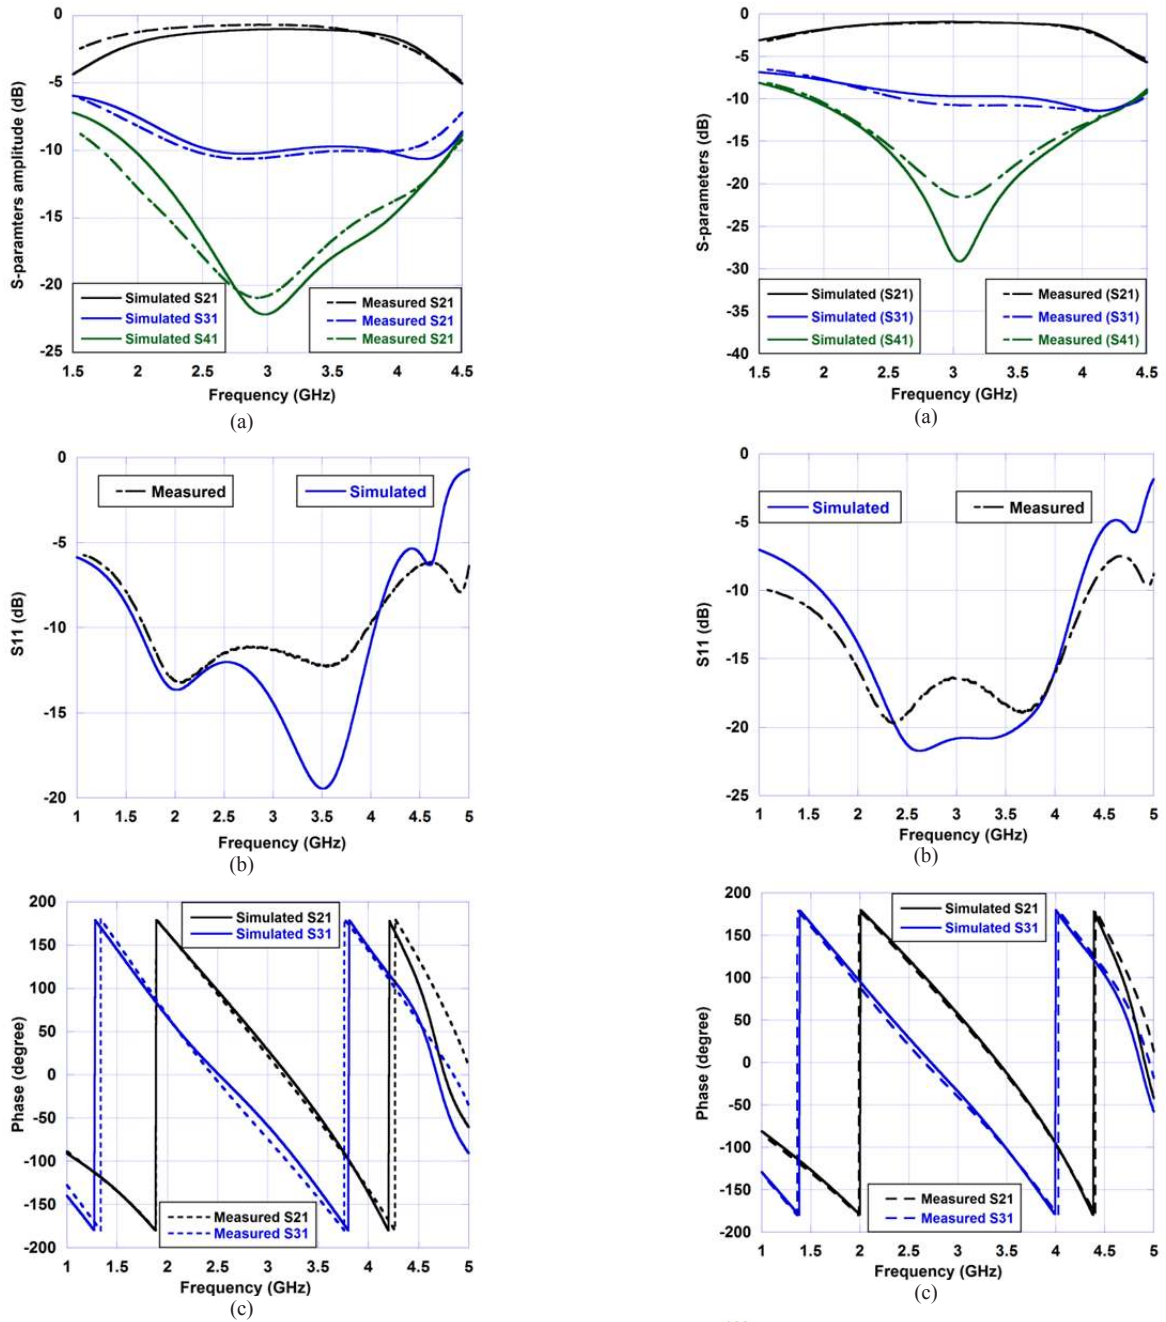 0
-5
-10
-15
-20
-25
S-paramters amplitude (dB)
Simulated S21
Simulated S31
Simulated S41
Measured S21
Measured S21
Measured S21
1.5 2 2.5 3 3.5 4 4.5
Frequency (GHz)
(a)
0
-5
-10
-15
-20
-25
-30
-35
-40
S-parameters (dB)
Simulated (S21)
Simulated (S31)
Simulated (S41)
Measured (S21)
Measured (S31)
Measured (S41)
1.5 2 2.5 3 3.5 4 4.5
Frequency (GHz)
(a)
0
-5
-10
-15
-20
S11 (dB)
Measured
Simulated
1 1.5 2 2.5 3 3.5 4 4.5 5
Frequency (GHz)
(b)
0
-5
-10
-15
-20
-25
S11 (dB)
Simulated
Measured
1 1.5 2 2.5 3 3.5 4 4.5 5
Frequency (GHz)
(b)
200
150
100
50
0
-50
-100
-150
-200
Phase (degree)
Simulated S21
Simulated S31
Measured S21
Measured S31
1 1.5 2 2.5 3 3.5 4 4.5 5
Frequency (GHz)
(c)
200
150
100
50
0
-50
-100
-150
-200
Phase (degree)
Simulated S21
Simulated S31
Measured S21
Measured S31
1 1.5 2 2.5 3 3.5 4 4.5 5
Frequency (GHz)
(c)